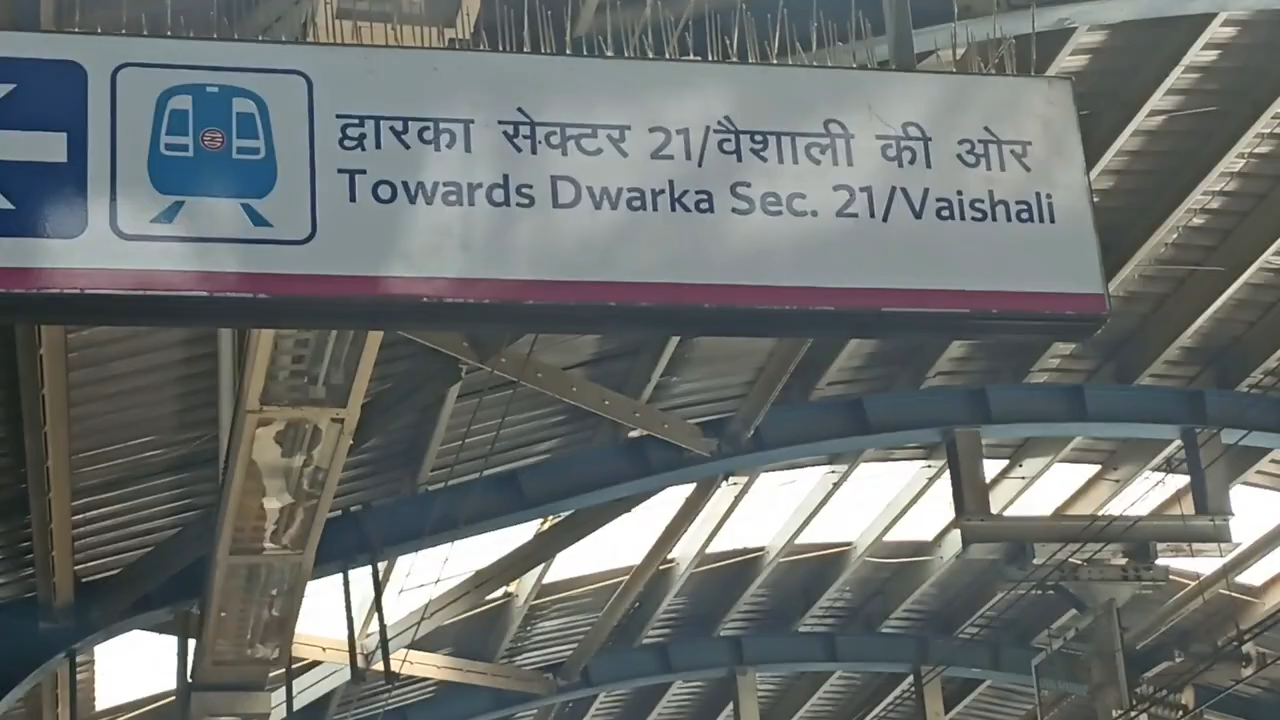 द्वारका सेक्टर 21/वैशाली की ओर
Towards Dwarka Sec. 21/Vaishali